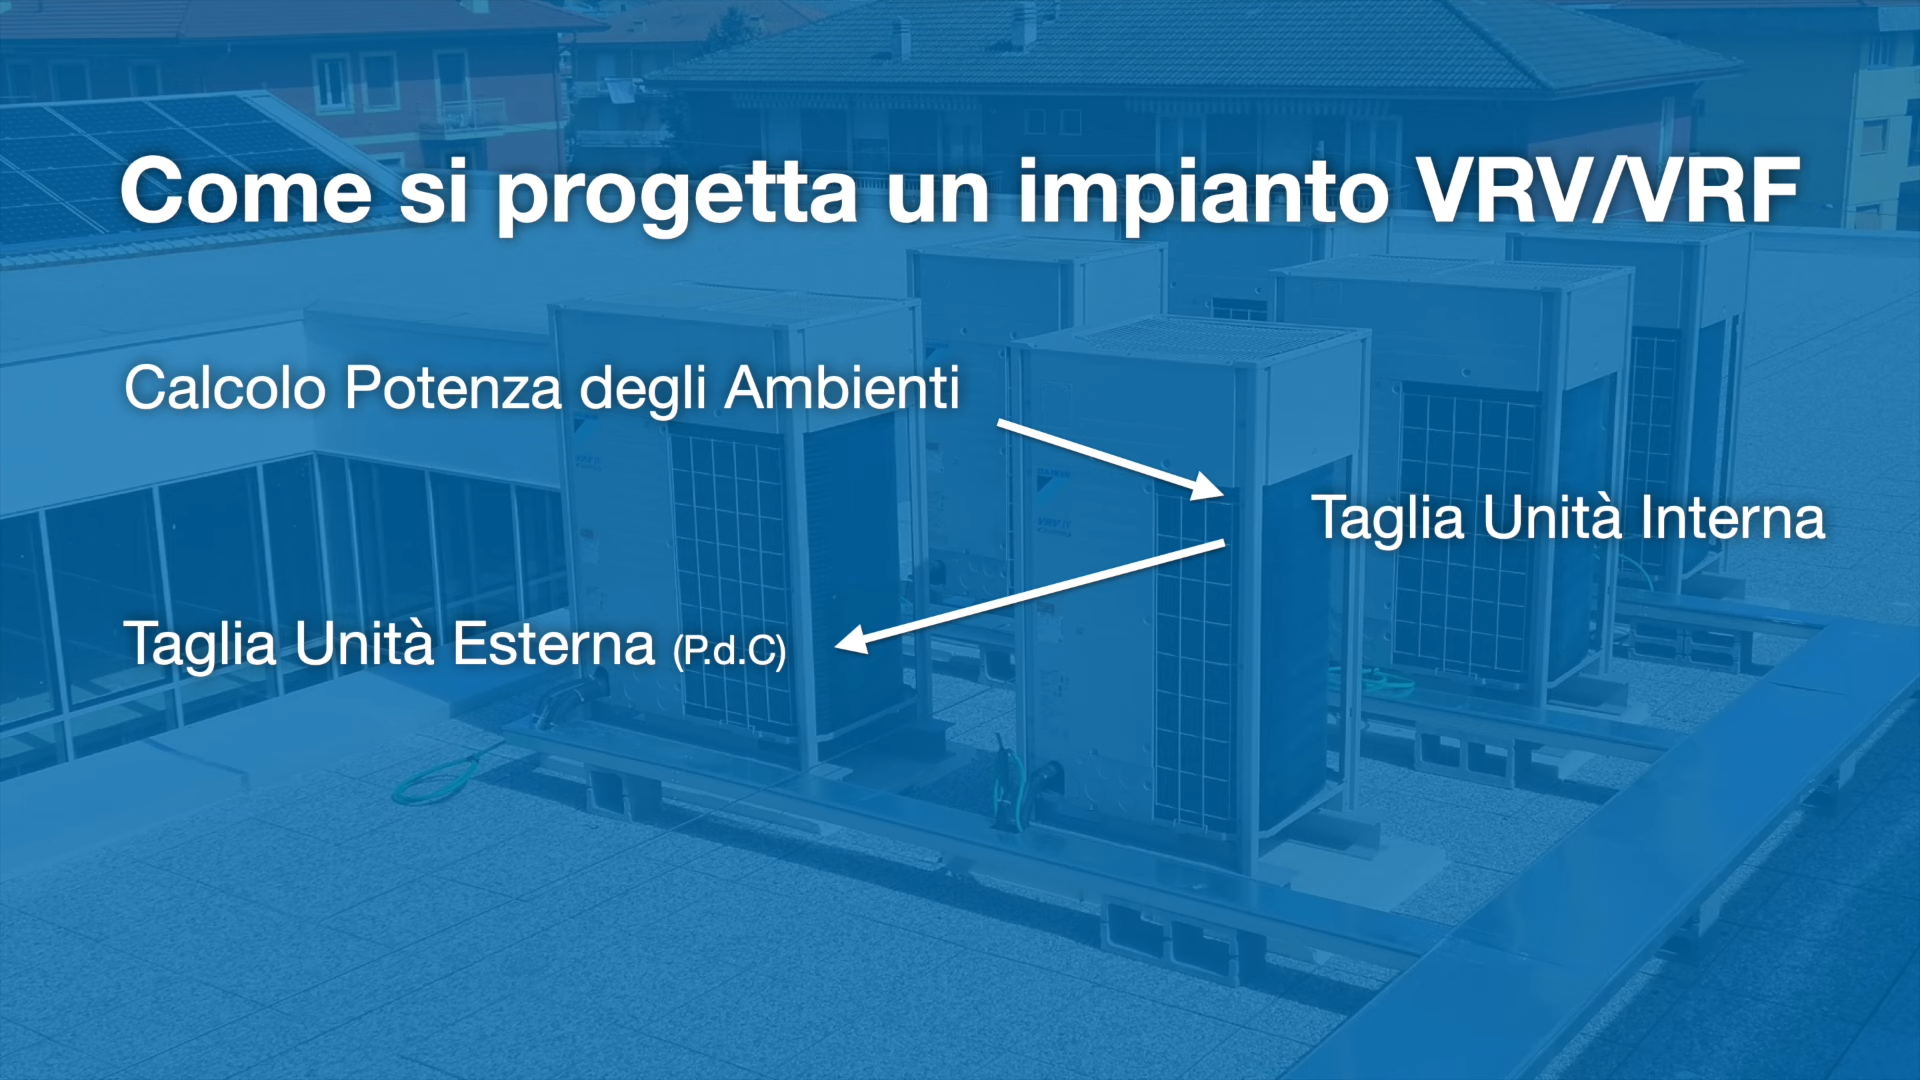 Come si progetta un impianto VRV/VRF
Calcolo Potenza degli Ambienti
Taglia Unità Interna
Taglia Unità Esterna (P.d.C)